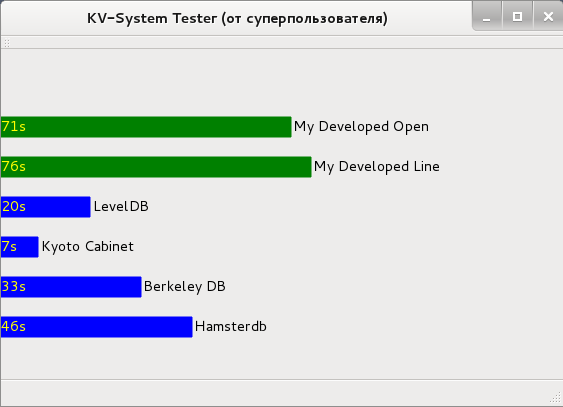 KV-System Tester (от суперпользователя)
71s My Developed Open
76s My Developed Line
20s LevelDB
7s Kyoto Cabinet
33s Berkeley DB
46s Hamsterdb